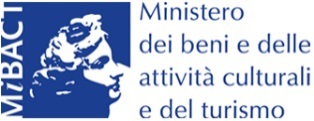 MiBACT
Ministero
dei beni e delle
attività culturali
e del turismo